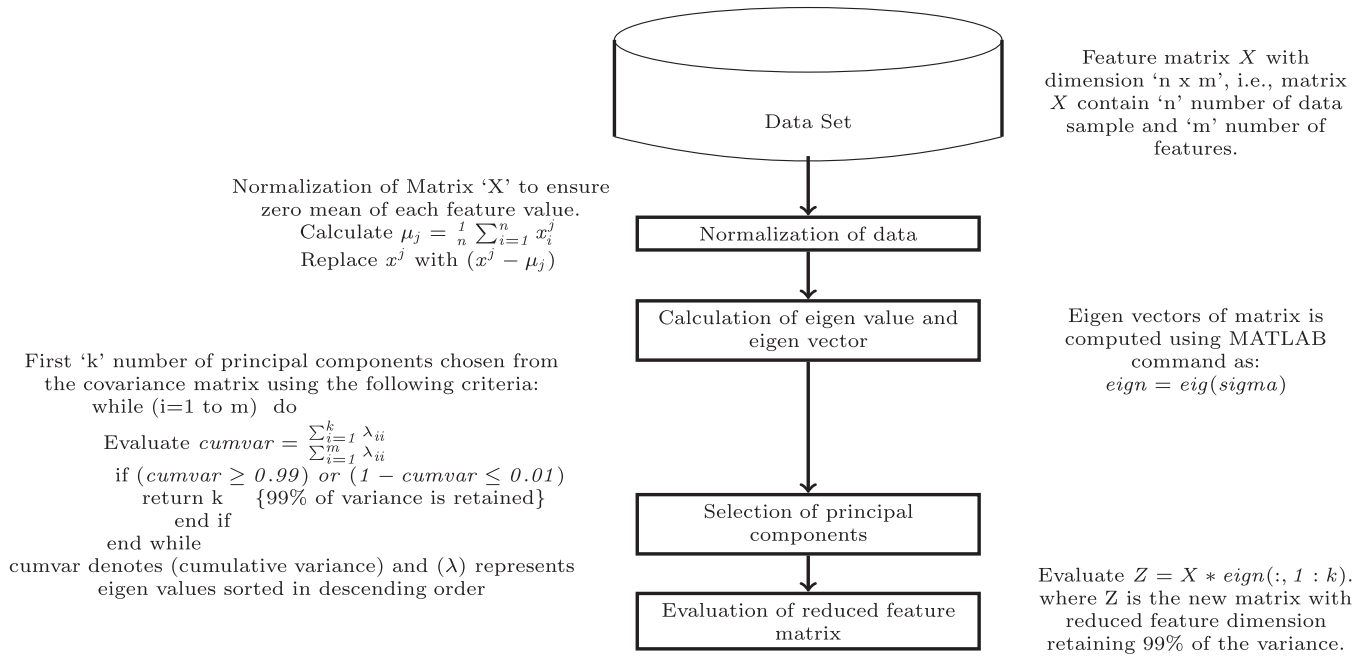 Data Set
Feature matrix X with
dimension ‘n x m’, i.e., matrix
X contain ‘n’ number of data
sample and ‘m’ number of
features.
Normalization of Matrix ‘X’ to ensure
zero mean of each feature value.
Calculate μ_j = 1/n ∑_{i=1}^{n} x_i^j
Replace x^j with (x^j − μ_j)
Normalization of data
Calculation of eigen value and
eigen vector
Eigen vectors of matrix is
computed using MATLAB
command as:
eign = eig(sigma)
First ‘k’ number of principal components chosen from
the covariance matrix using the following criteria:
while (i=1 to m) do
Evaluate cumvar = ∑_{i=1}^{k} λ_{ii} / ∑_{i=1}^{m} λ_{ii}
if (cumvar ≥ 0.99) or (1 − cumvar ≤ 0.01)
return k {99% of variance is retained}
end if
end while
cumvar denotes (cumulative variance) and (λ) represents
eigen values sorted in descending order
Selection of principal
components
Evaluation of reduced feature
matrix
Evaluate Z = X ∗ eign(:, 1 : k).
where Z is the new matrix with
reduced feature dimension
retaining 99% of the variance.